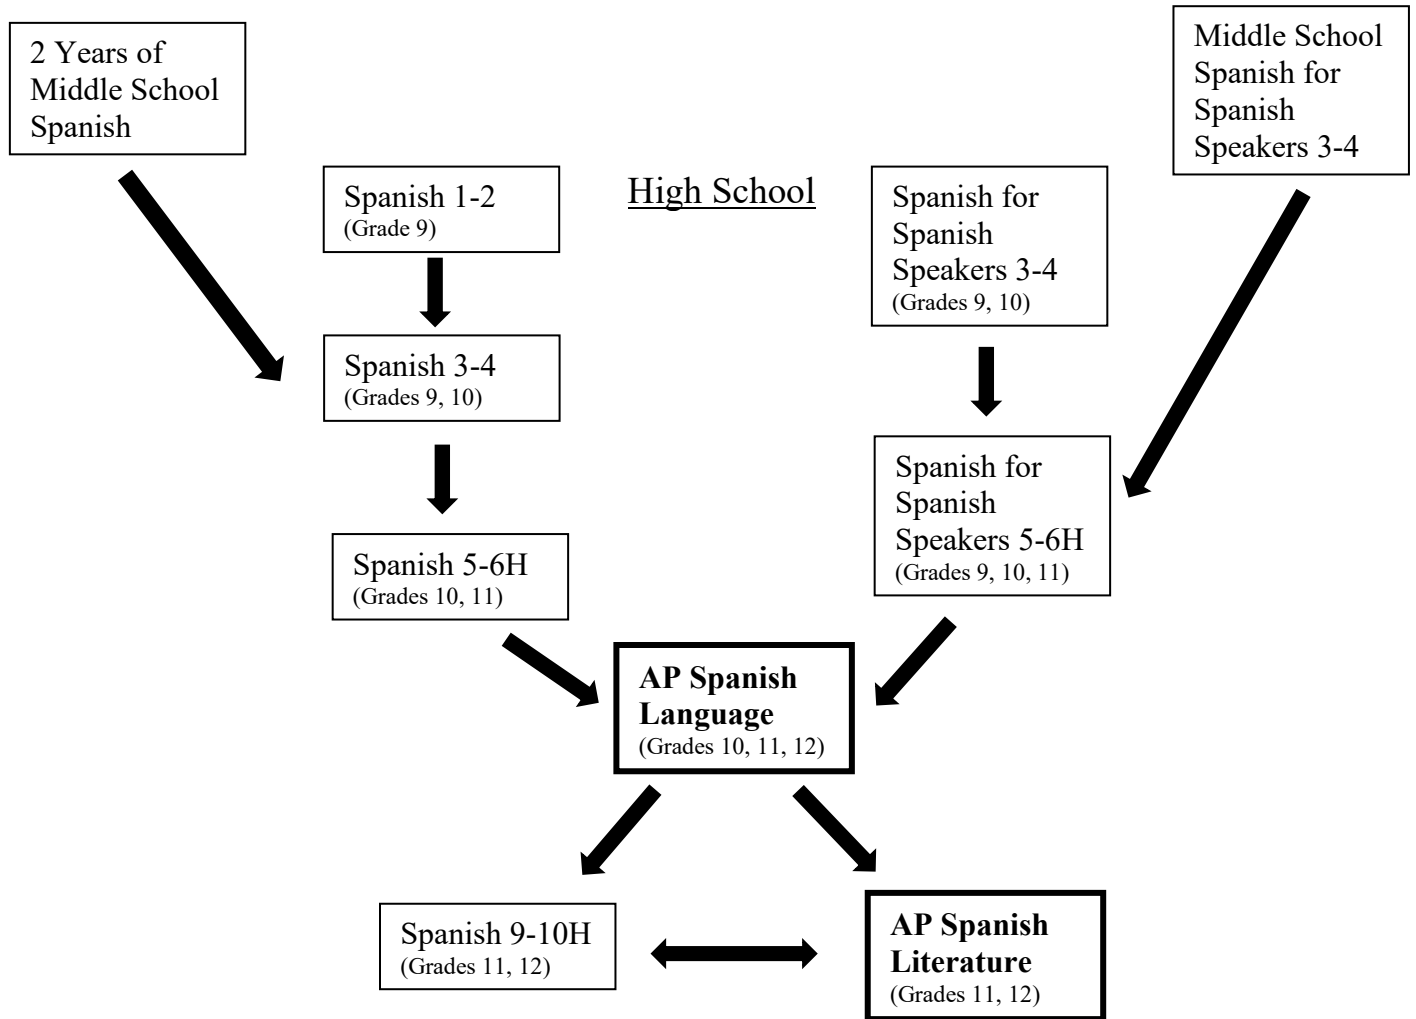 2 Years of
Middle School
Spanish
Middle School
Spanish for
Spanish
Speakers 3-4
High School
Spanish 1-2
(Grade 9)
Spanish for
Spanish
Speakers 3-4
(Grades 9, 10)
Spanish 3-4
(Grades 9, 10)
Spanish for
Spanish
Speakers 5-6H
(Grades 9, 10, 11)
Spanish 5-6H
(Grades 10, 11)
AP Spanish
Language
(Grades 10, 11, 12)
Spanish 9-10H
(Grades 11, 12)
AP Spanish
Literature
(Grades 11, 12)